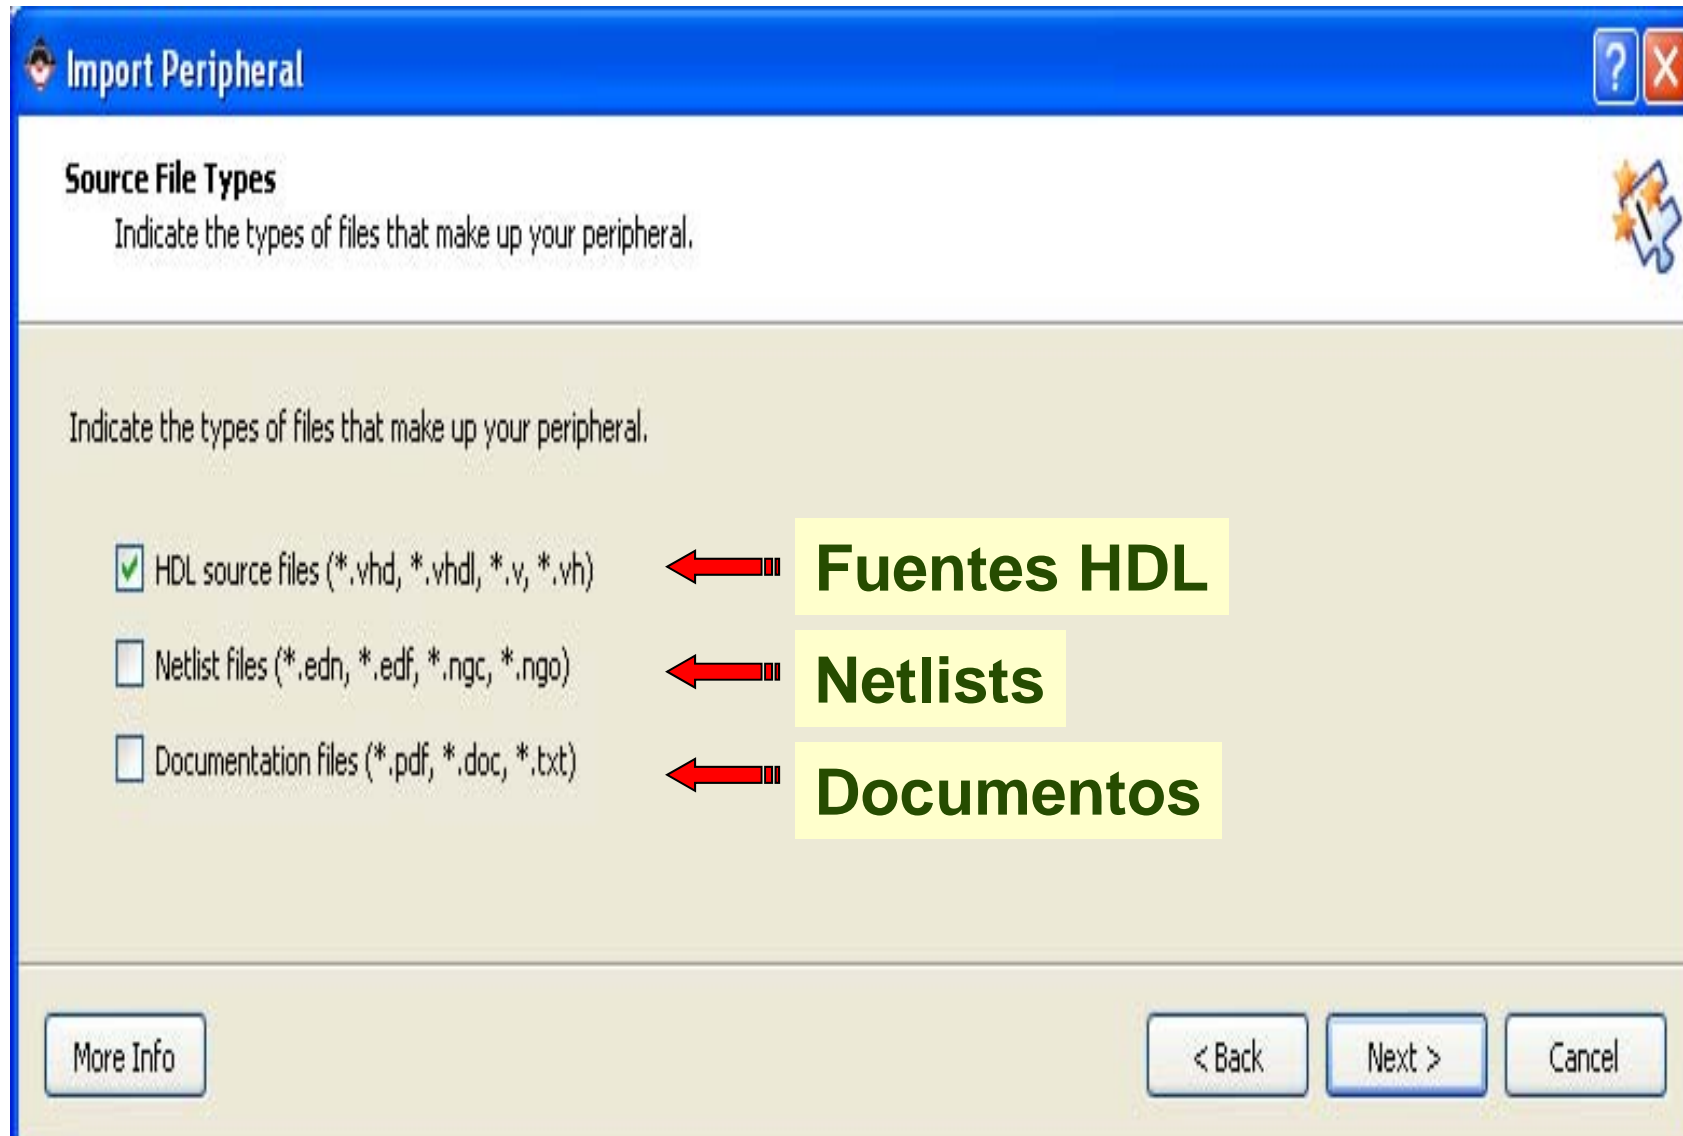 Import Peripheral
?
Source File Types
Indicate the types of files that make up your peripheral.
Indicate the types of files that make up your peripheral.
HDL source files (*.vhd, *.vhdl, *.v, *.vh)
Fuentes HDL
Netlist files (*.edn, *.edf, *.ngc, *.ngo)
Netlists
Documentation files (*.pdf, *.doc, *.txt)
Documentos
More Info
< Back
Next >
Cancel